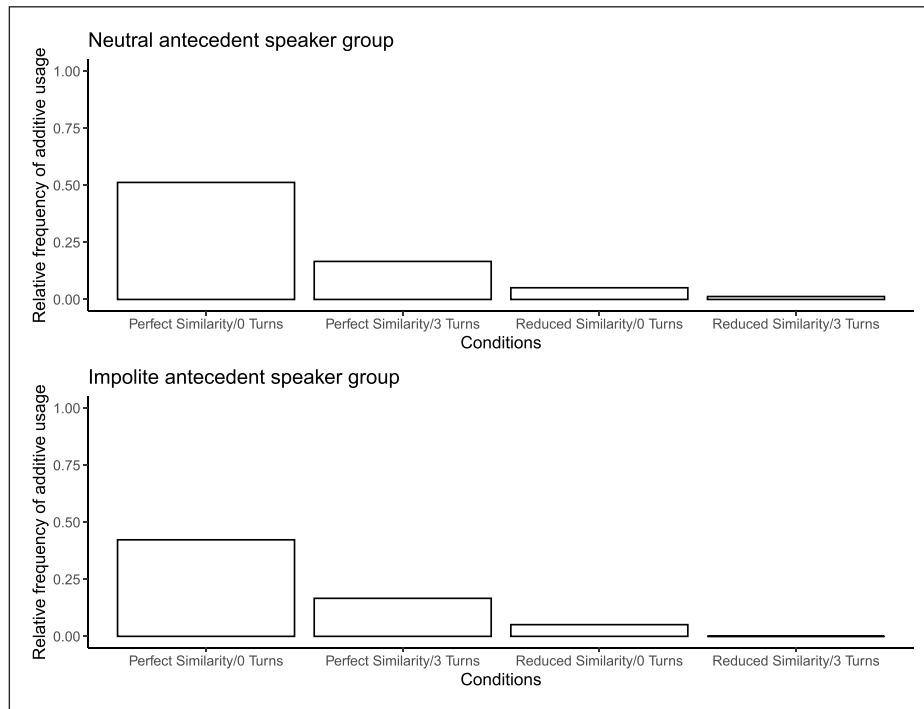 Neutral antecedent speaker group
Relative frequency of additive usage
1.00
0.75
0.50
0.25
0.00
Perfect Similarity/0 Turns
Perfect Similarity/3 Turns
Reduced Similarity/0 Turns
Reduced Similarity/3 Turns
Conditions
Impolite antecedent speaker group
Relative frequency of additive usage
1.00
0.75
0.50
0.25
0.00
Perfect Similarity/0 Turns
Perfect Similarity/3 Turns
Reduced Similarity/0 Turns
Reduced Similarity/3 Turns
Conditions